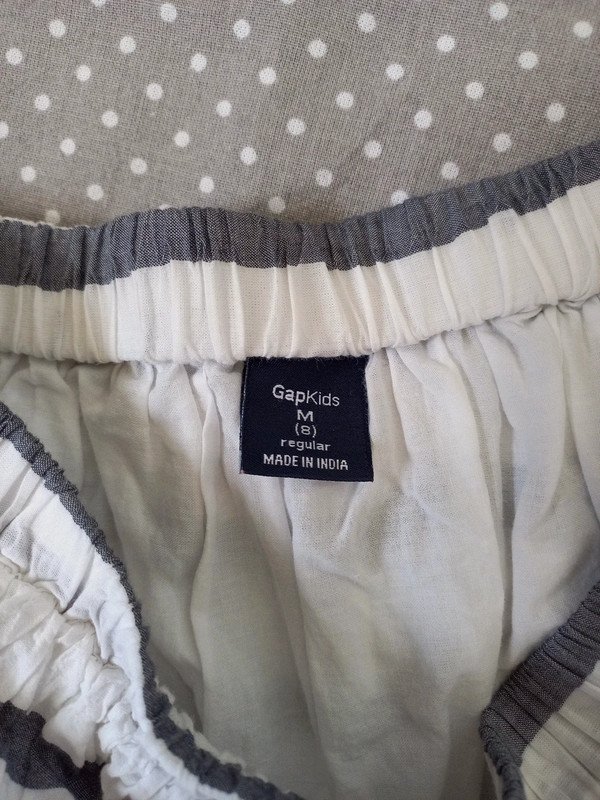 GapKids
M
(8)
regular
MADE IN INDIA